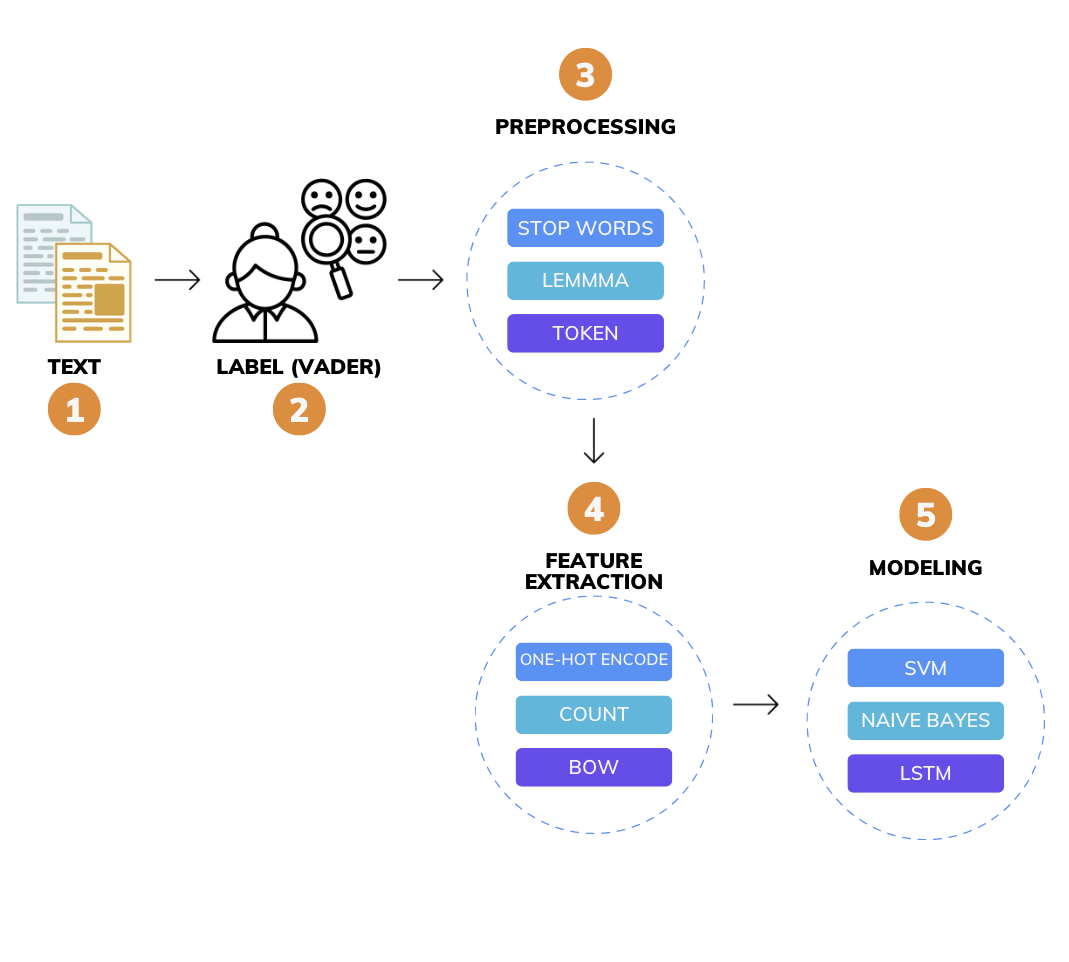 TEXT
1
LABEL (VADER)
2
3
PREPROCESSING
STOP WORDS
LEMMMA
TOKEN
4
FEATURE
EXTRACTION
ONE-HOT ENCODE
COUNT
BOW
5
MODELING
SVM
NAIVE BAYES
LSTM